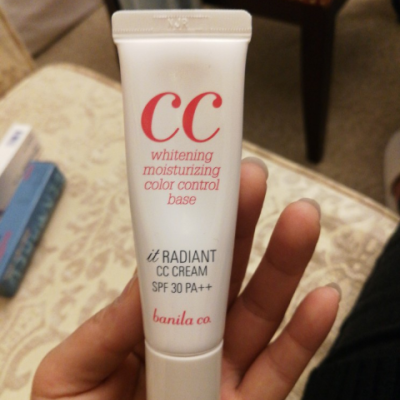 CC
whitening
moisturizing
color control
base
it RADIANT
CC CREAM
SPF 30 PA++
banila co.